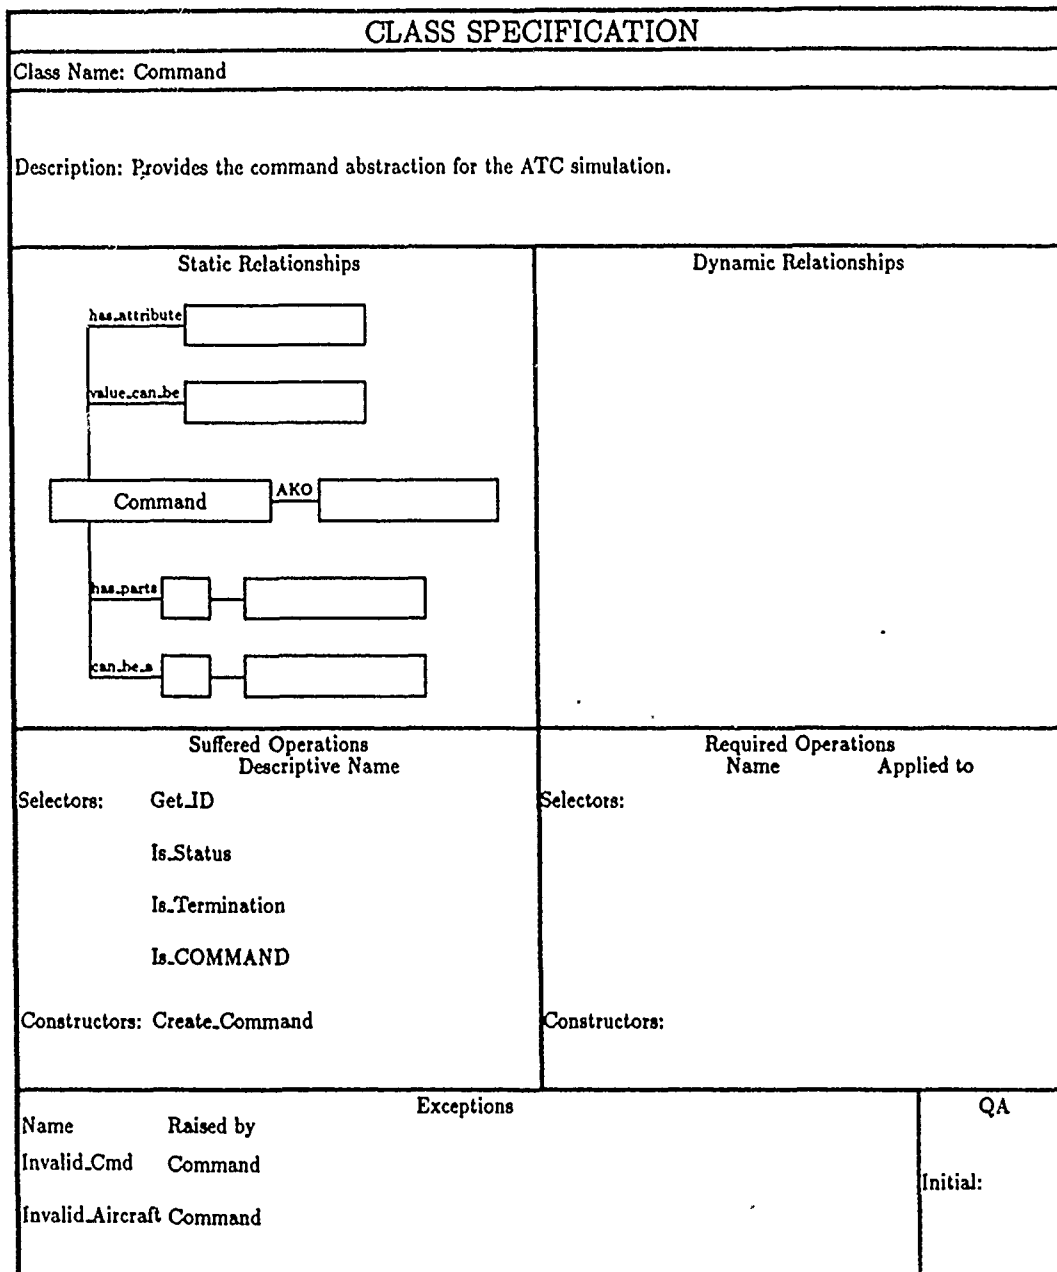 CLASS SPECIFICATION
Class Name: Command
Description: Provides the command abstraction for the ATC simulation.
Static Relationships
has_attribute
value_can_be
Command
AKO
has_parts
can_be_a
Dynamic Relationships
Suffered Operations
Descriptive Name
Selectors: Get_ID
Is_Status
Is_Termination
Is_COMMAND
Constructors: Create_Command
Required Operations
Name Applied to
Selectors:
Constructors:
Exceptions
Name Raised by
Invalid_Cmd Command
Invalid_Aircraft Command
QA
Initial: